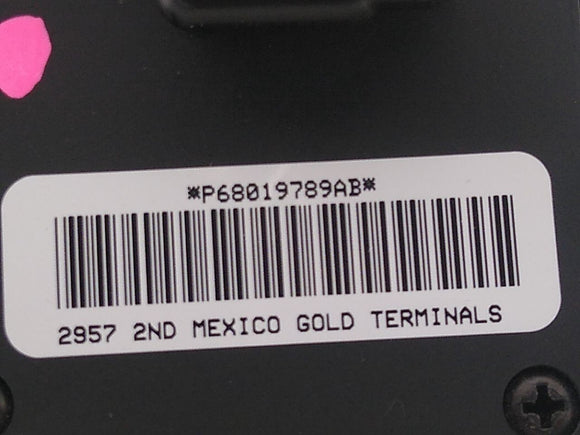 *P68019789AB*
2957 2ND MEXICO GOLD TERMINALS